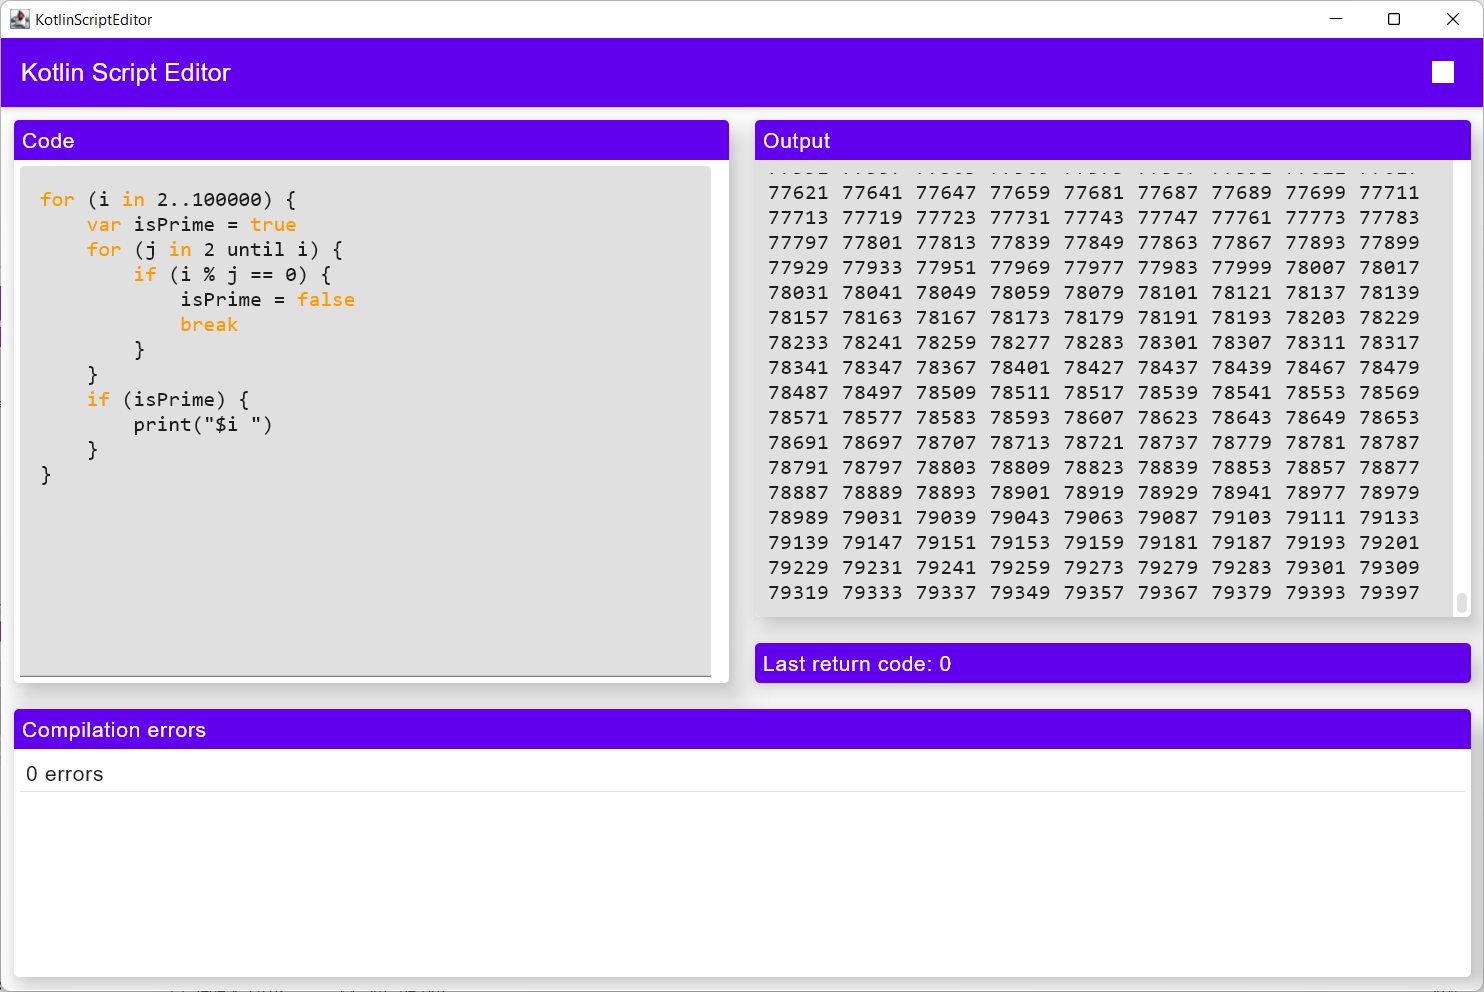 KotlinScriptEditor
Kotlin Script Editor
Code
for (i in 2..100000) {
    var isPrime = true
    for (j in 2 until i) {
        if (i % j == 0) {
            isPrime = false
            break
        }
    }
    if (isPrime) {
        print("$i ")
    }
}
Output
77621 77641 77647 77659 77681 77687 77689 77699 77711
77713 77719 77723 77731 77743 77747 77761 77773 77783
77797 77801 77813 77839 77849 77863 77867 77893 77899
77929 77933 77951 77969 77977 77983 77999 78007 78017
78031 78041 78049 78059 78079 78101 78121 78137 78139
78157 78163 78167 78173 78179 78191 78193 78203 78229
78233 78241 78259 78277 78283 78301 78307 78311 78317
78341 78347 78367 78401 78427 78437 78439 78467 78479
78487 78497 78509 78511 78517 78539 78541 78553 78569
78571 78577 78583 78593 78607 78623 78643 78649 78653
78691 78697 78707 78713 78721 78737 78779 78781 78787
78791 78797 78803 78809 78823 78839 78853 78857 78877
78887 78889 78893 78901 78919 78929 78941 78977 78979
78989 79031 79039 79043 79063 79087 79103 79111 79133
79139 79147 79151 79153 79159 79181 79187 79193 79201
79229 79231 79241 79259 79273 79279 79283 79301 79309
79319 79333 79337 79349 79357 79367 79379 79393 79397
Last return code: 0
Compilation errors
0 errors